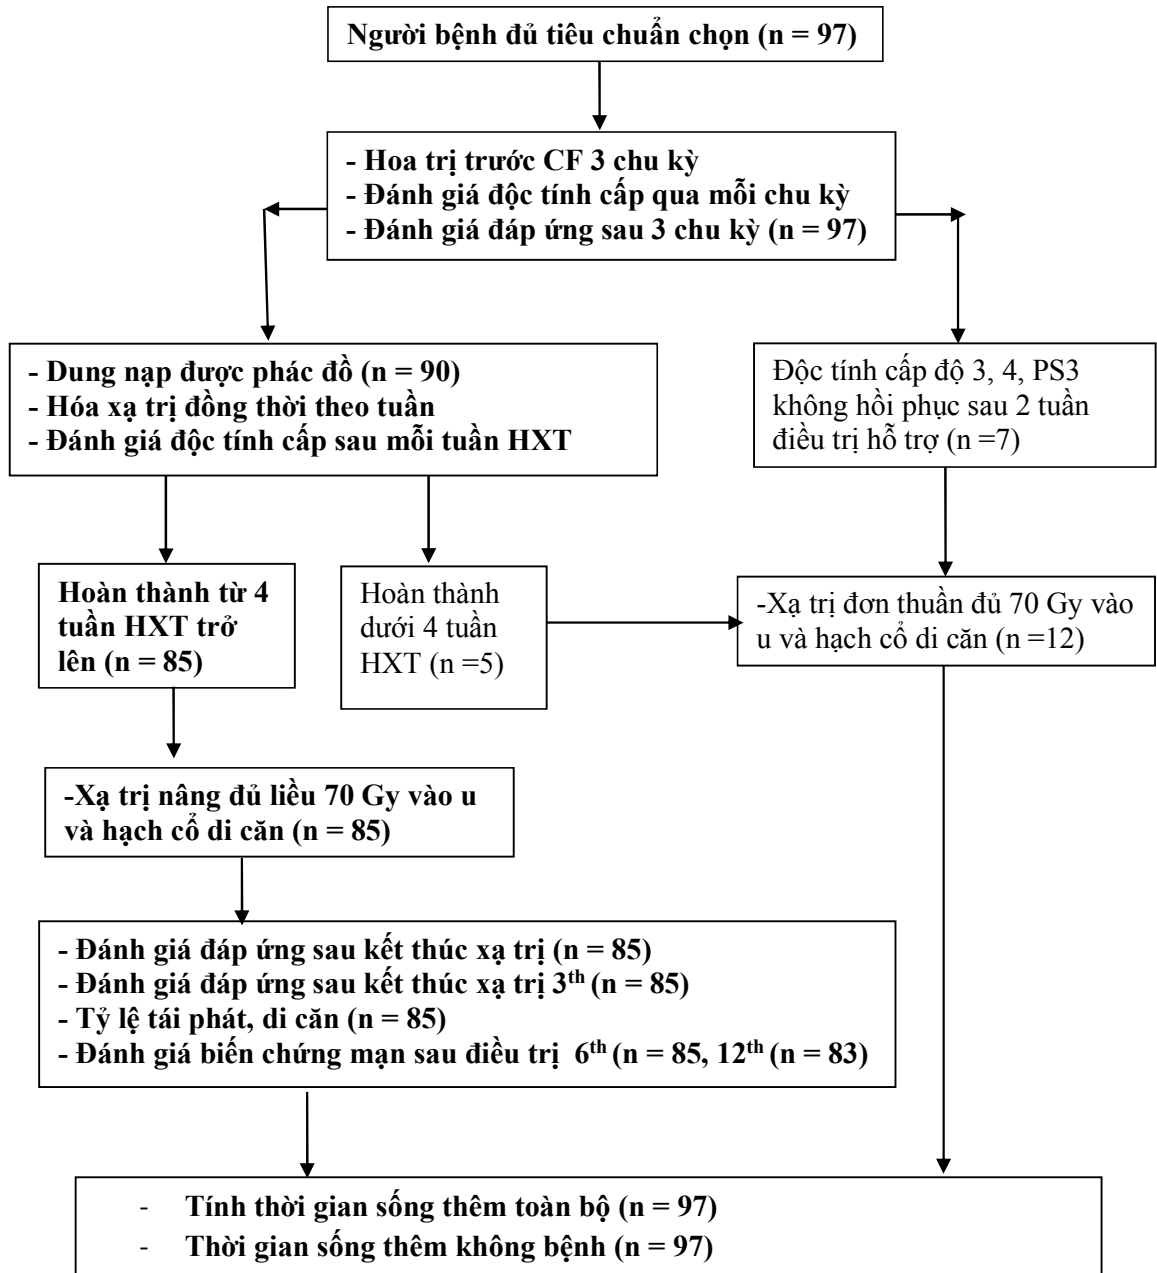 Người bệnh đủ tiêu chuẩn chọn (n = 97)
- Hoa trị trước CF 3 chu kỳ
- Đánh giá độc tính cấp qua mỗi chu kỳ
- Đánh giá đáp ứng sau 3 chu kỳ (n = 97)
- Dung nạp được phác đồ (n = 90)
- Hóa xạ trị đồng thời theo tuần
- Đánh giá độc tính cấp sau mỗi tuần HXT
Độc tính cấp độ 3, 4, PS3
không hồi phục sau 2 tuần
điều trị hỗ trợ (n =7)
Hoàn thành từ 4
tuần HXT trở
lên (n = 85)
Hoàn thành
dưới 4 tuần
HXT (n =5)
-Xạ trị đơn thuần đủ 70 Gy vào
u và hạch cổ di căn (n =12)
-Xạ trị nâng đủ liều 70 Gy vào u
và hạch cổ di căn (n = 85)
- Đánh giá đáp ứng sau kết thúc xạ trị (n = 85)
- Đánh giá đáp ứng sau kết thúc xạ trị 3th (n = 85)
- Tỷ lệ tái phát, di căn (n = 85)
- Đánh giá biến chứng mạn sau điều trị 6th (n = 85, 12th (n = 83)
- Tính thời gian sống thêm toàn bộ (n = 97)
- Thời gian sống thêm không bệnh (n = 97)